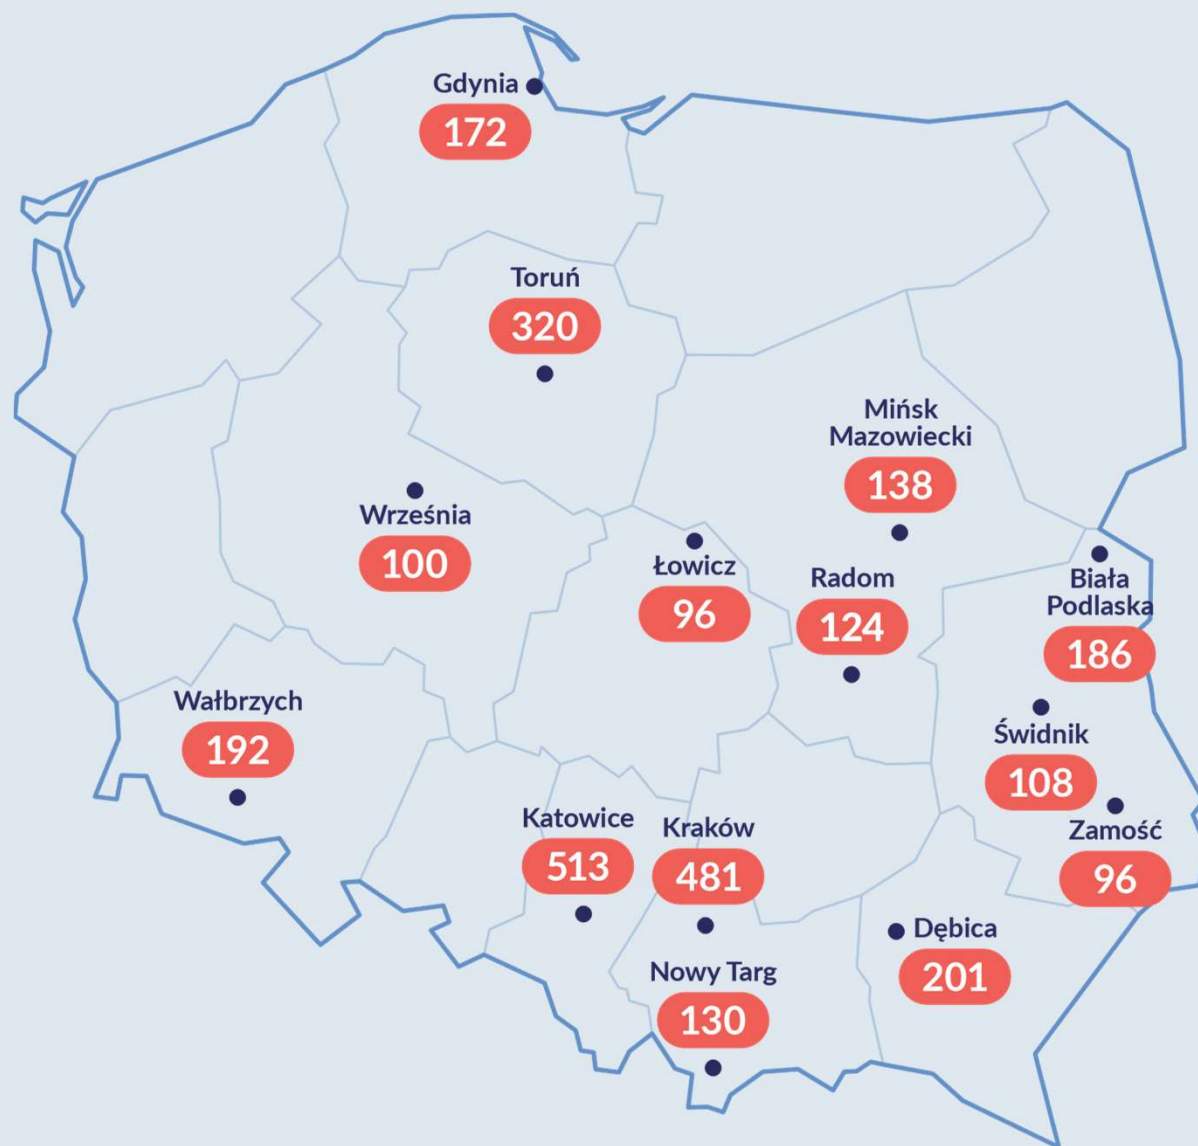 Gdynia
172
Toruń
320
Mińsk
Mazowiecki
138
Września
100
Łowicz
96
Radom
124
Biała
Podlaska
186
Wałbrzych
192
Świdnik
108
Katowice
513
Kraków
481
Zamość
96
Dębica
201
Nowy Targ
130